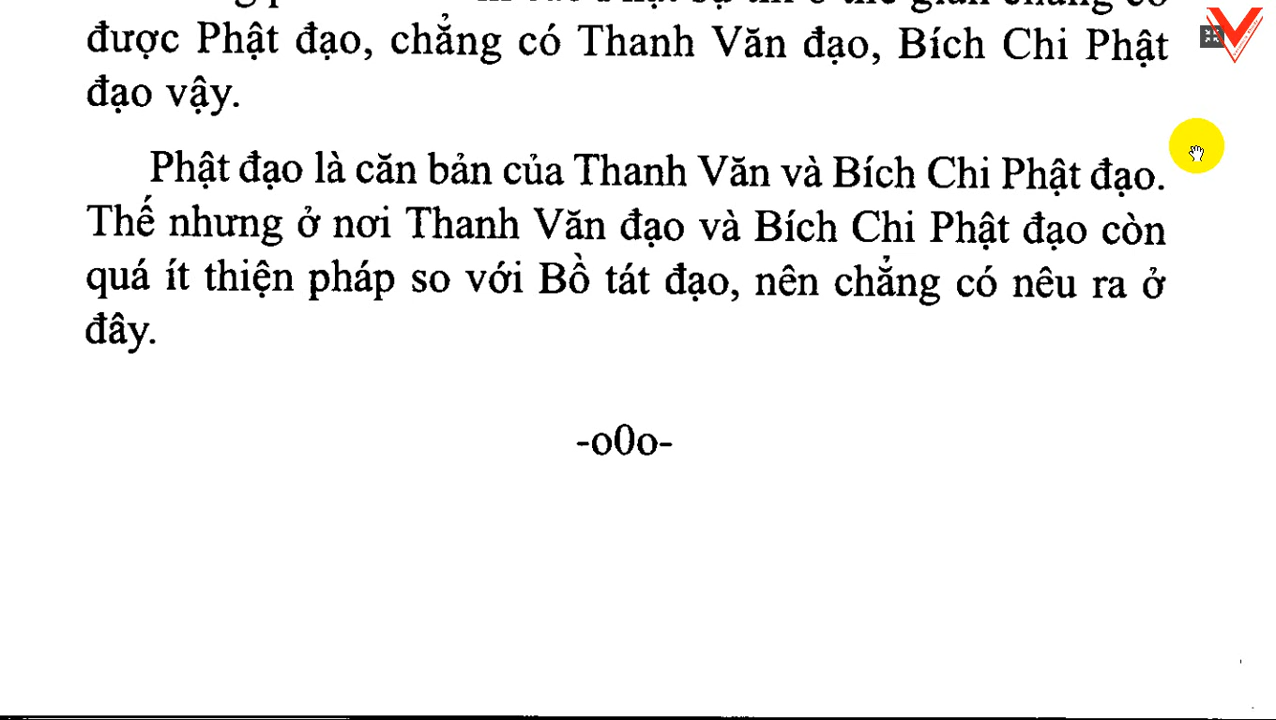 được Phật đạo, chẳng có Thanh Văn đạo, Bích Chi Phật
đạo vậy.
Phật đạo là căn bản của Thanh Văn và Bích Chi Phật đạo.
Thế nhưng ở nơi Thanh Văn đạo và Bích Chi Phật đạo còn
quá ít thiện pháp so với Bồ tát đạo, nên chẳng có nêu ra ở
đây.
-o0o-